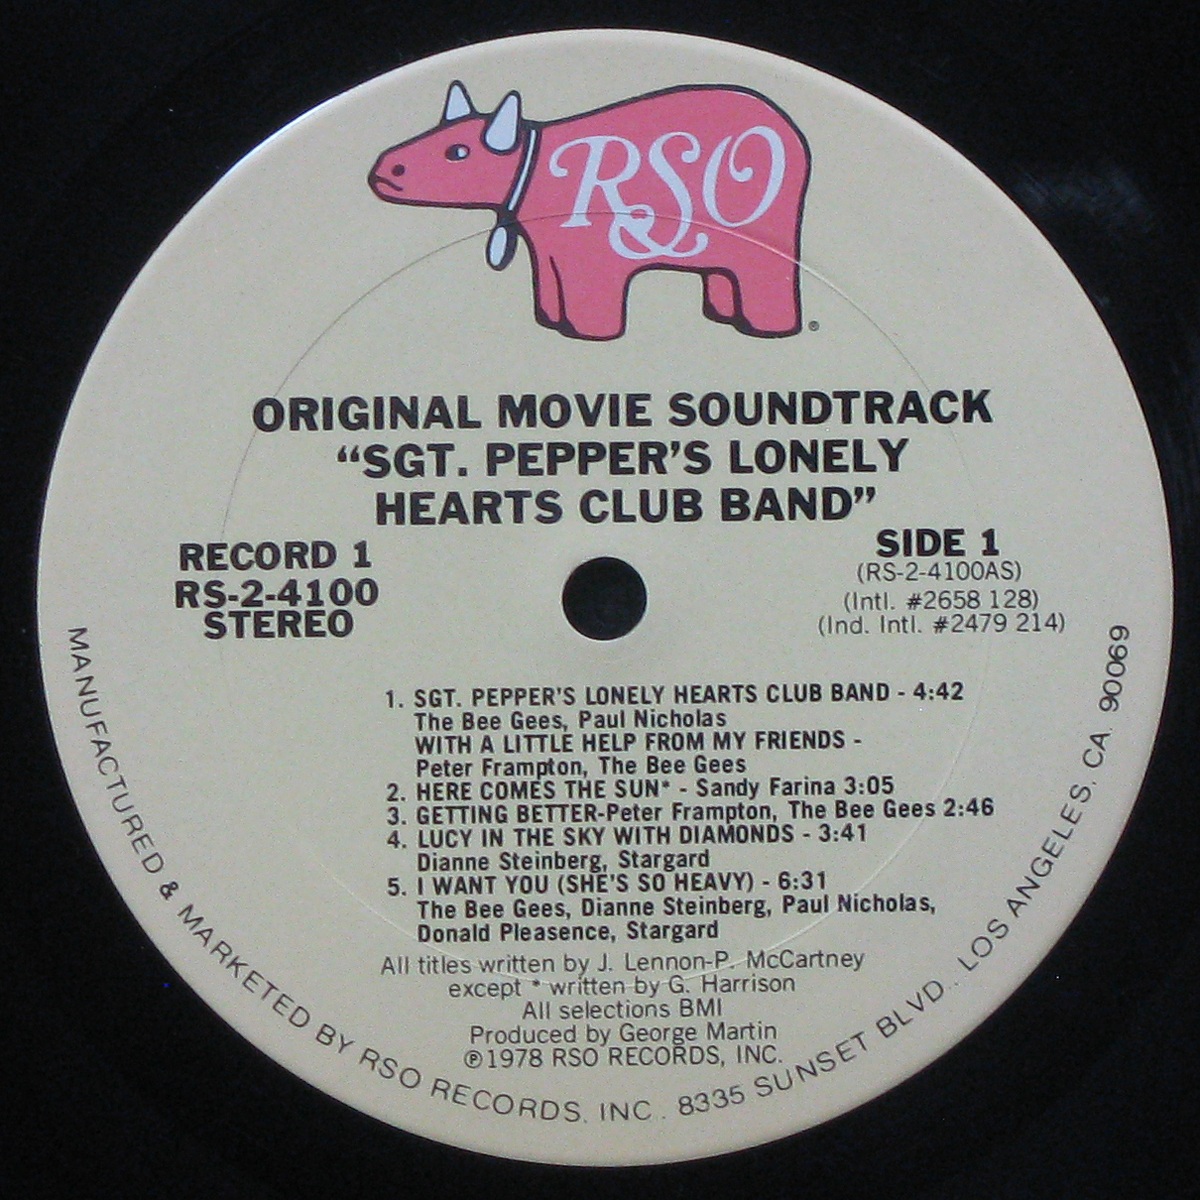 RSO
®
ORIGINAL MOVIE SOUNDTRACK
“SGT. PEPPER’S LONELY
HEARTS CLUB BAND”
RECORD 1
RS-2-4100
STEREO
SIDE 1
(RS-2-4100AS)
(Intl. #2658 128)
(Ind. Intl. #2479 214)
1. SGT. PEPPER'S LONELY HEARTS CLUB BAND - 4:42
The Bee Gees, Paul Nicholas
WITH A LITTLE HELP FROM MY FRIENDS -
Peter Frampton, The Bee Gees
2. HERE COMES THE SUN* - Sandy Farina 3:05
3. GETTING BETTER-Peter Frampton, The Bee Gees 2:46
4. LUCY IN THE SKY WITH DIAMONDS - 3:41
Dianne Steinberg, Stargard
5. I WANT YOU (SHE'S SO HEAVY) - 6:31
The Bee Gees, Dianne Steinberg, Paul Nicholas,
Donald Pleasence, Stargard
All titles written by J. Lennon-P. McCartney
except * written by G. Harrison
All selections BMI
Produced by George Martin
℗1978 RSO RECORDS, INC.
MANUFACTURED & MARKETED BY RSO RECORDS, INC. 8335 SUNSET BLVD., LOS ANGELES, CA. 90069